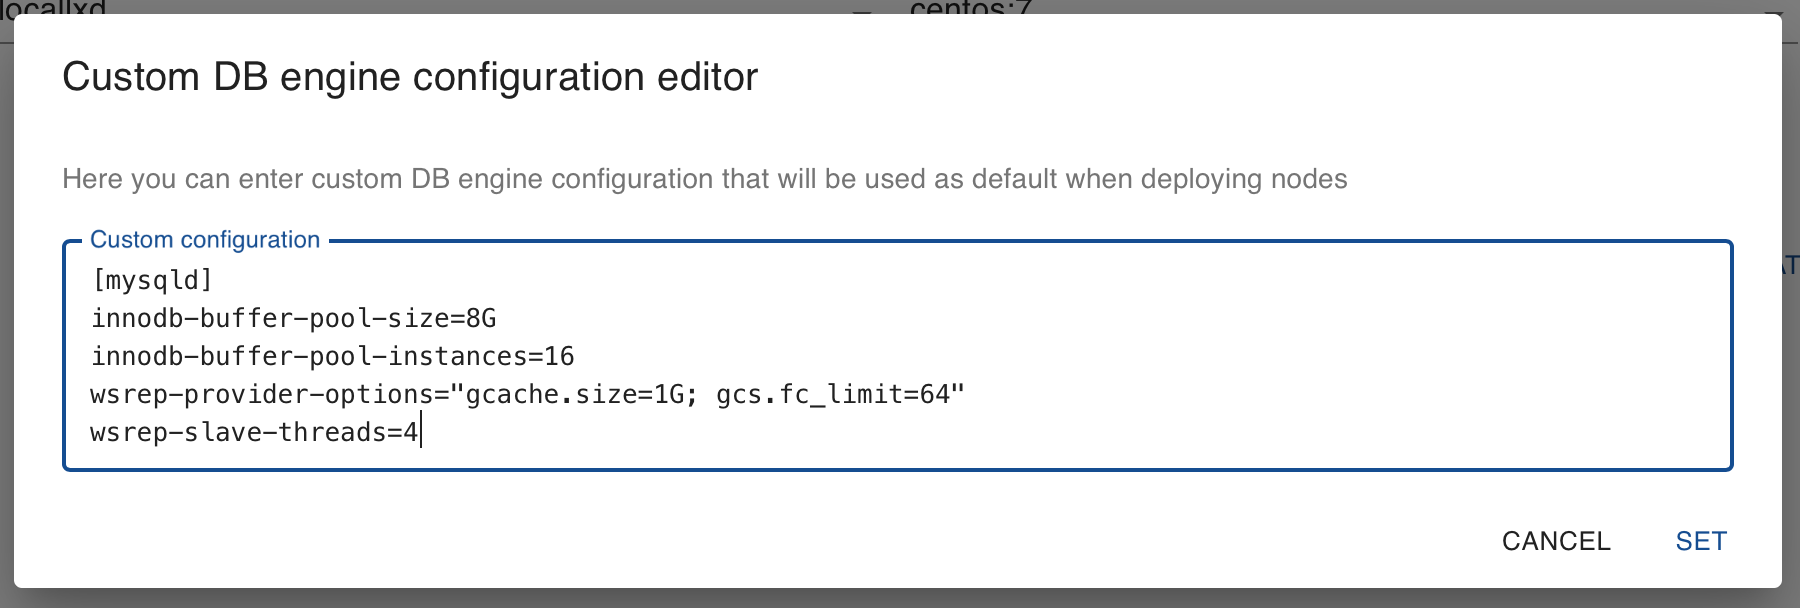 locallxd
centos:7
Custom DB engine configuration editor
Here you can enter custom DB engine configuration that will be used as default when deploying nodes
Custom configuration
[mysqld]
innodb-buffer-pool-size=8G
innodb-buffer-pool-instances=16
wsrep-provider-options="gcache.size=1G; gcs.fc_limit=64"
wsrep-slave-threads=4
CANCEL
SET